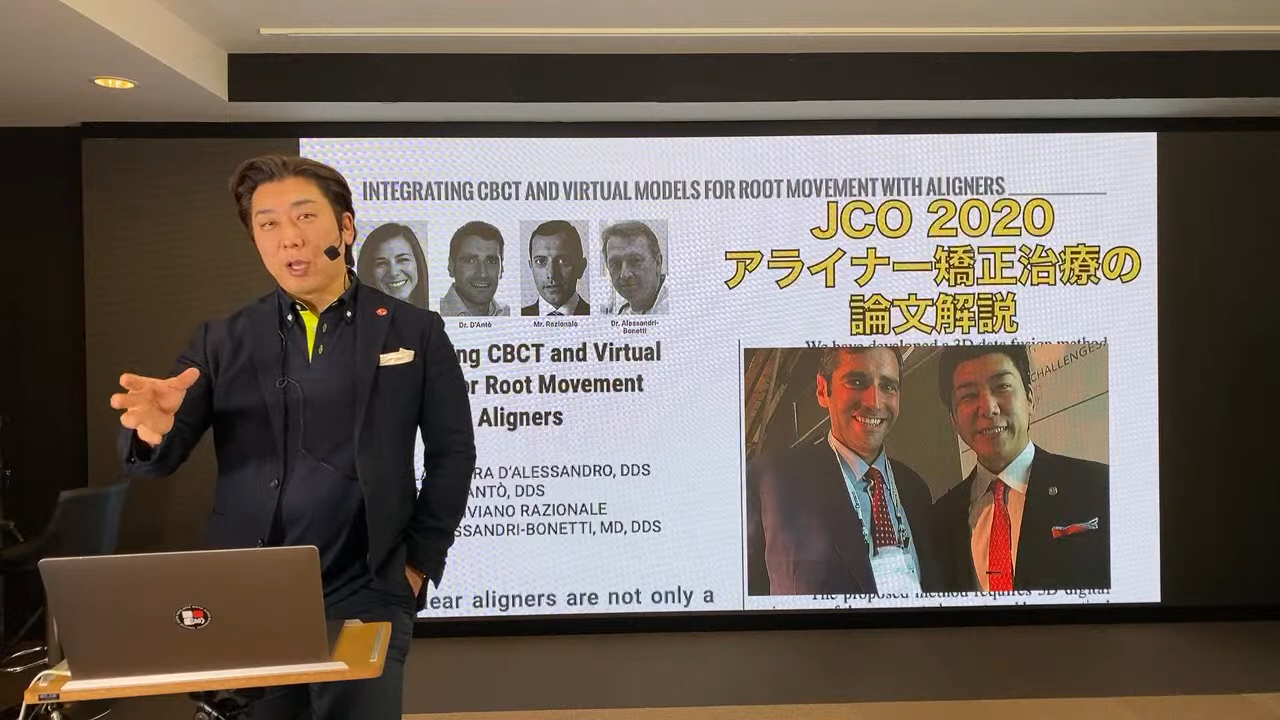 INTEGRATING CBCT AND VIRTUAL MODELS FOR ROOT MOVEMENT WITH ALIGNERS
JCO 2020
アライナー矯正治療の
論文解説
Dr. D'Antò
Mr. Razionale
Dr. Alessandri-
Bonetti
ng CBCT and Virtual
er Root Movement
Aligners
RA D'ALESSANDRO, DDS
ANTÒ, DDS
IVIANO RAZIONALE
SSANDRI-BONETTI, MD, DDS
ear aligners are not only a
We have developed a 3D data fusion method
CHALLENGES
The proposed method requires 3D digital